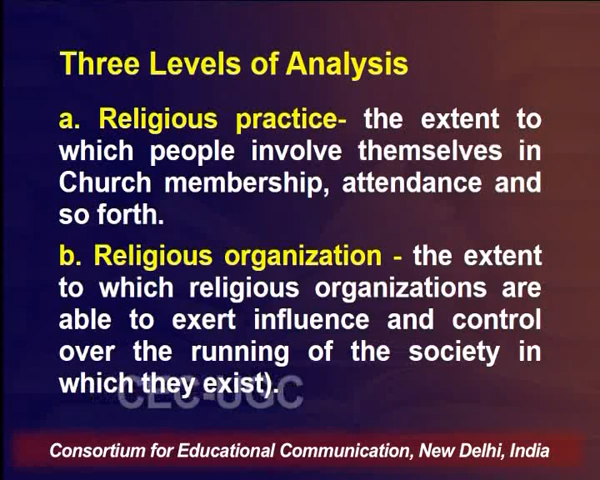 Three Levels of Analysis
a. Religious practice- the extent to
which people involve themselves in
Church membership, attendance and
so forth.
b. Religious organization - the extent
to which religious organizations are
able to exert influence and control
over the running of the society in
which they exist).
CEC-UGC
Consortium for Educational Communication, New Delhi, India